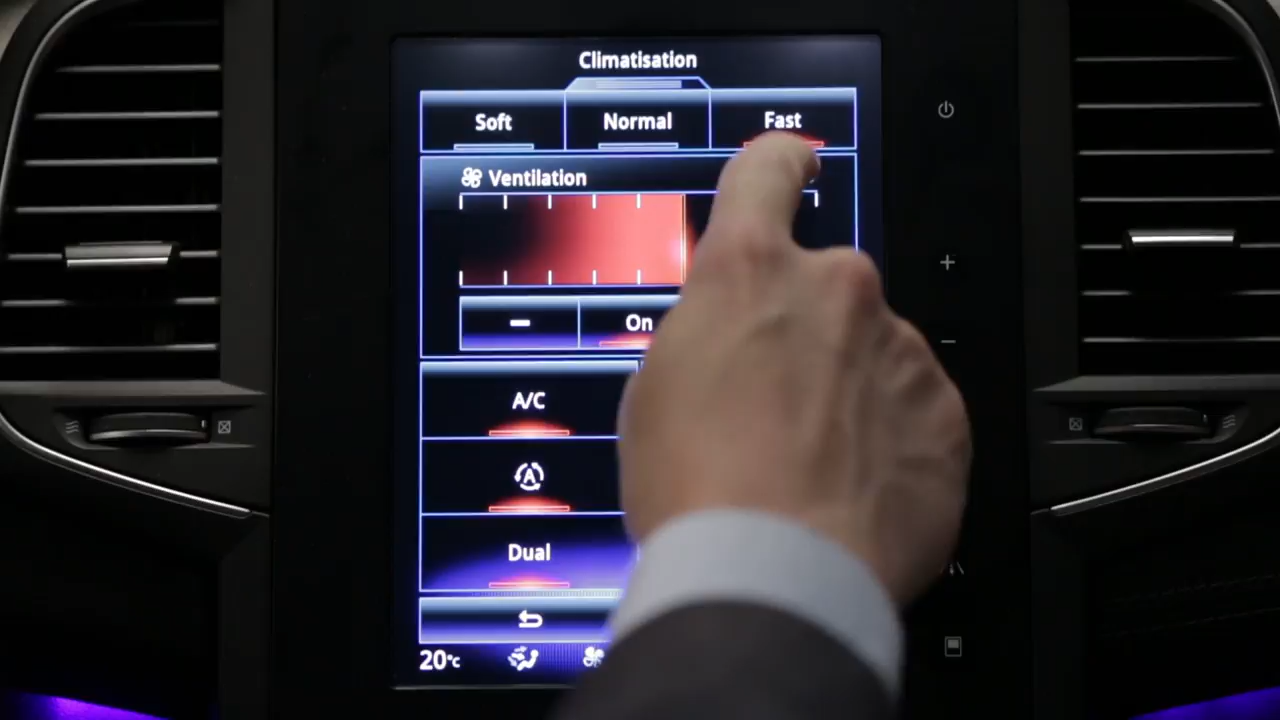 Climatisation
Soft Normal Fast
Ventilation
On
A/C
A
Dual
20°c